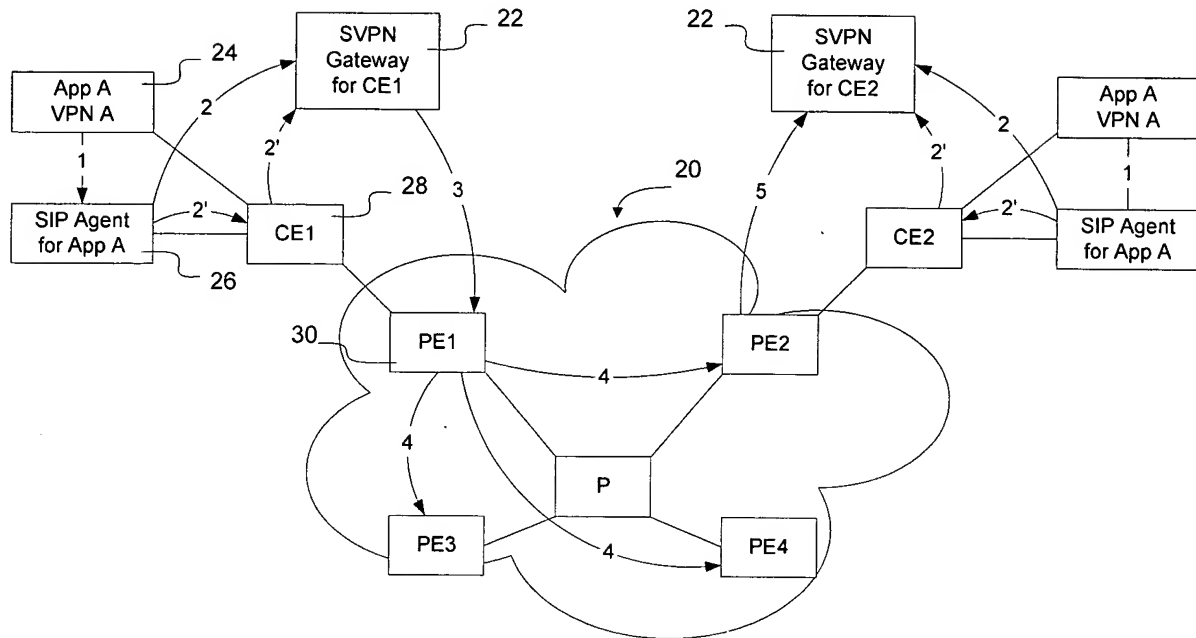 22
SVPN
Gateway
for CE1
22
SVPN
Gateway
for CE2
24
App A
VPN A
App A
VPN A
2
2'
2
2'
1
1
3
5
20
28
SIP Agent
for App A
2'
CE1
CE2
2'
SIP Agent
for App A
26
30
PE1
PE2
4
4
P
PE3
4
PE4